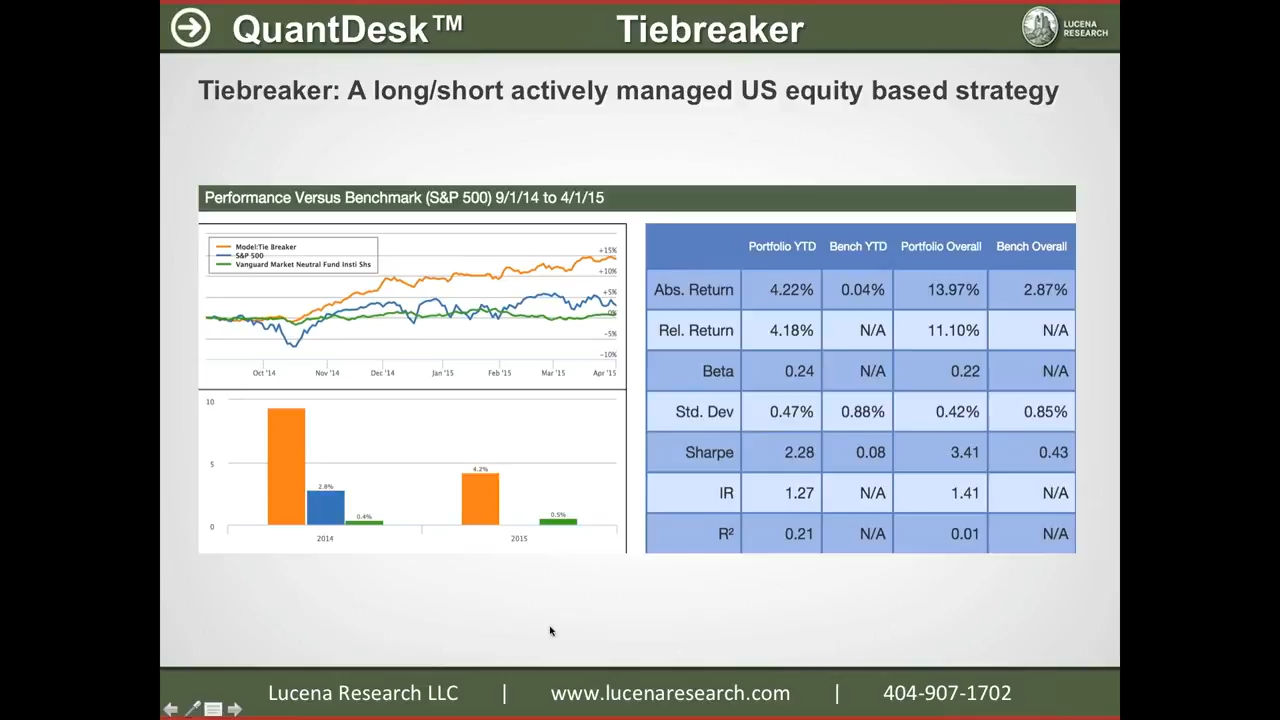 QuantDesk™
Tiebreaker
LUCENA
RESEARCH
Tiebreaker: A long/short actively managed US equity based strategy
Performance Versus Benchmark (S&P 500) 9/1/14 to 4/1/15
Model:Tie Breaker
S&P 500
Vanguard Market Neutral Fund Insti Shs
+15%
+10%
+5%
0%
-5%
-10%
Oct '14 Nov '14 Dec '14 Jan '15 Feb '15 Mar '15 Apr '15
10
5
0
2.8%
0.4%
4.2%
0.5%
2014 2015
Portfolio YTD Bench YTD Portfolio Overall Bench Overall
Abs. Return 4.22% 0.04% 13.97% 2.87%
Rel. Return 4.18% N/A 11.10% N/A
Beta 0.24 N/A 0.22 N/A
Std. Dev 0.47% 0.88% 0.42% 0.85%
Sharpe 2.28 0.08 3.41 0.43
IR 1.27 N/A 1.41 N/A
R² 0.21 N/A 0.01 N/A
Lucena Research LLC | www.lucenaresearch.com | 404-907-1702